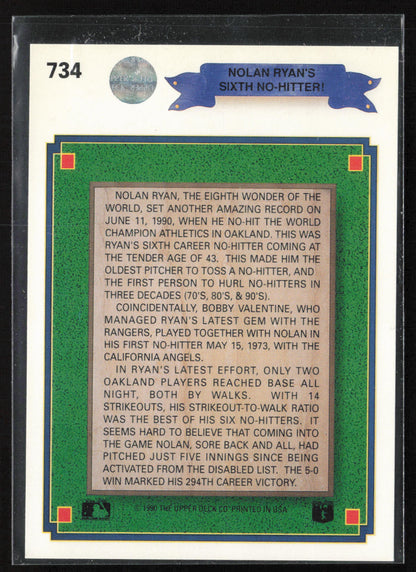 734
NOLAN RYAN'S
SIXTH NO-HITTER!
NOLAN RYAN, THE EIGHTH WONDER OF THE
WORLD, SET ANOTHER AMAZING RECORD ON
JUNE 11, 1990, WHEN HE NO-HIT THE WORLD
CHAMPION ATHLETICS IN OAKLAND. THIS WAS
RYAN'S SIXTH CAREER NO-HITTER COMING AT
THE TENDER AGE OF 43. THIS MADE HIM THE
OLDEST PITCHER TO TOSS A NO-HITTER, AND
THE FIRST PERSON TO HURL NO-HITTERS IN
THREE DECADES (70'S, 80'S, & 90'S).
COINCIDENTALLY, BOBBY VALENTINE, WHO
MANAGED RYAN'S LATEST GEM WITH THE
RANGERS, PLAYED TOGETHER WITH NOLAN IN
HIS FIRST NO-HITTER MAY 15, 1973, WITH THE
CALIFORNIA ANGELS.
IN RYAN'S LATEST EFFORT, ONLY TWO
OAKLAND PLAYERS REACHED BASE ALL
NIGHT, BOTH BY WALKS. WITH 14
STRIKEOUTS, HIS STRIKEOUT-TO-WALK RATIO
WAS THE BEST OF HIS SIX NO-HITTERS. IT
SEEMS HARD TO BELIEVE THAT COMING INTO
THE GAME NOLAN, SORE BACK AND ALL, HAD
PITCHED JUST FIVE INNINGS SINCE BEING
ACTIVATED FROM THE DISABLED LIST. THE 5-0
WIN MARKED HIS 294TH CAREER VICTORY.
© 1990 THE UPPER DECK CO. PRINTED IN USA